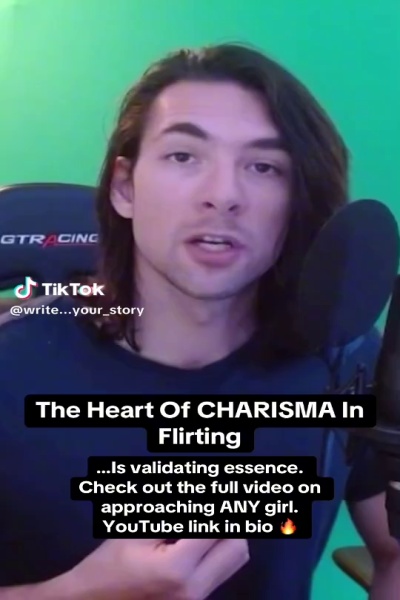 GTRACING
TikTok
@write...your_story
The Heart Of CHARISMA In
Flirting
...Is validating essence.
Check out the full video on
approaching ANY girl.
YouTube link in bio 🔥